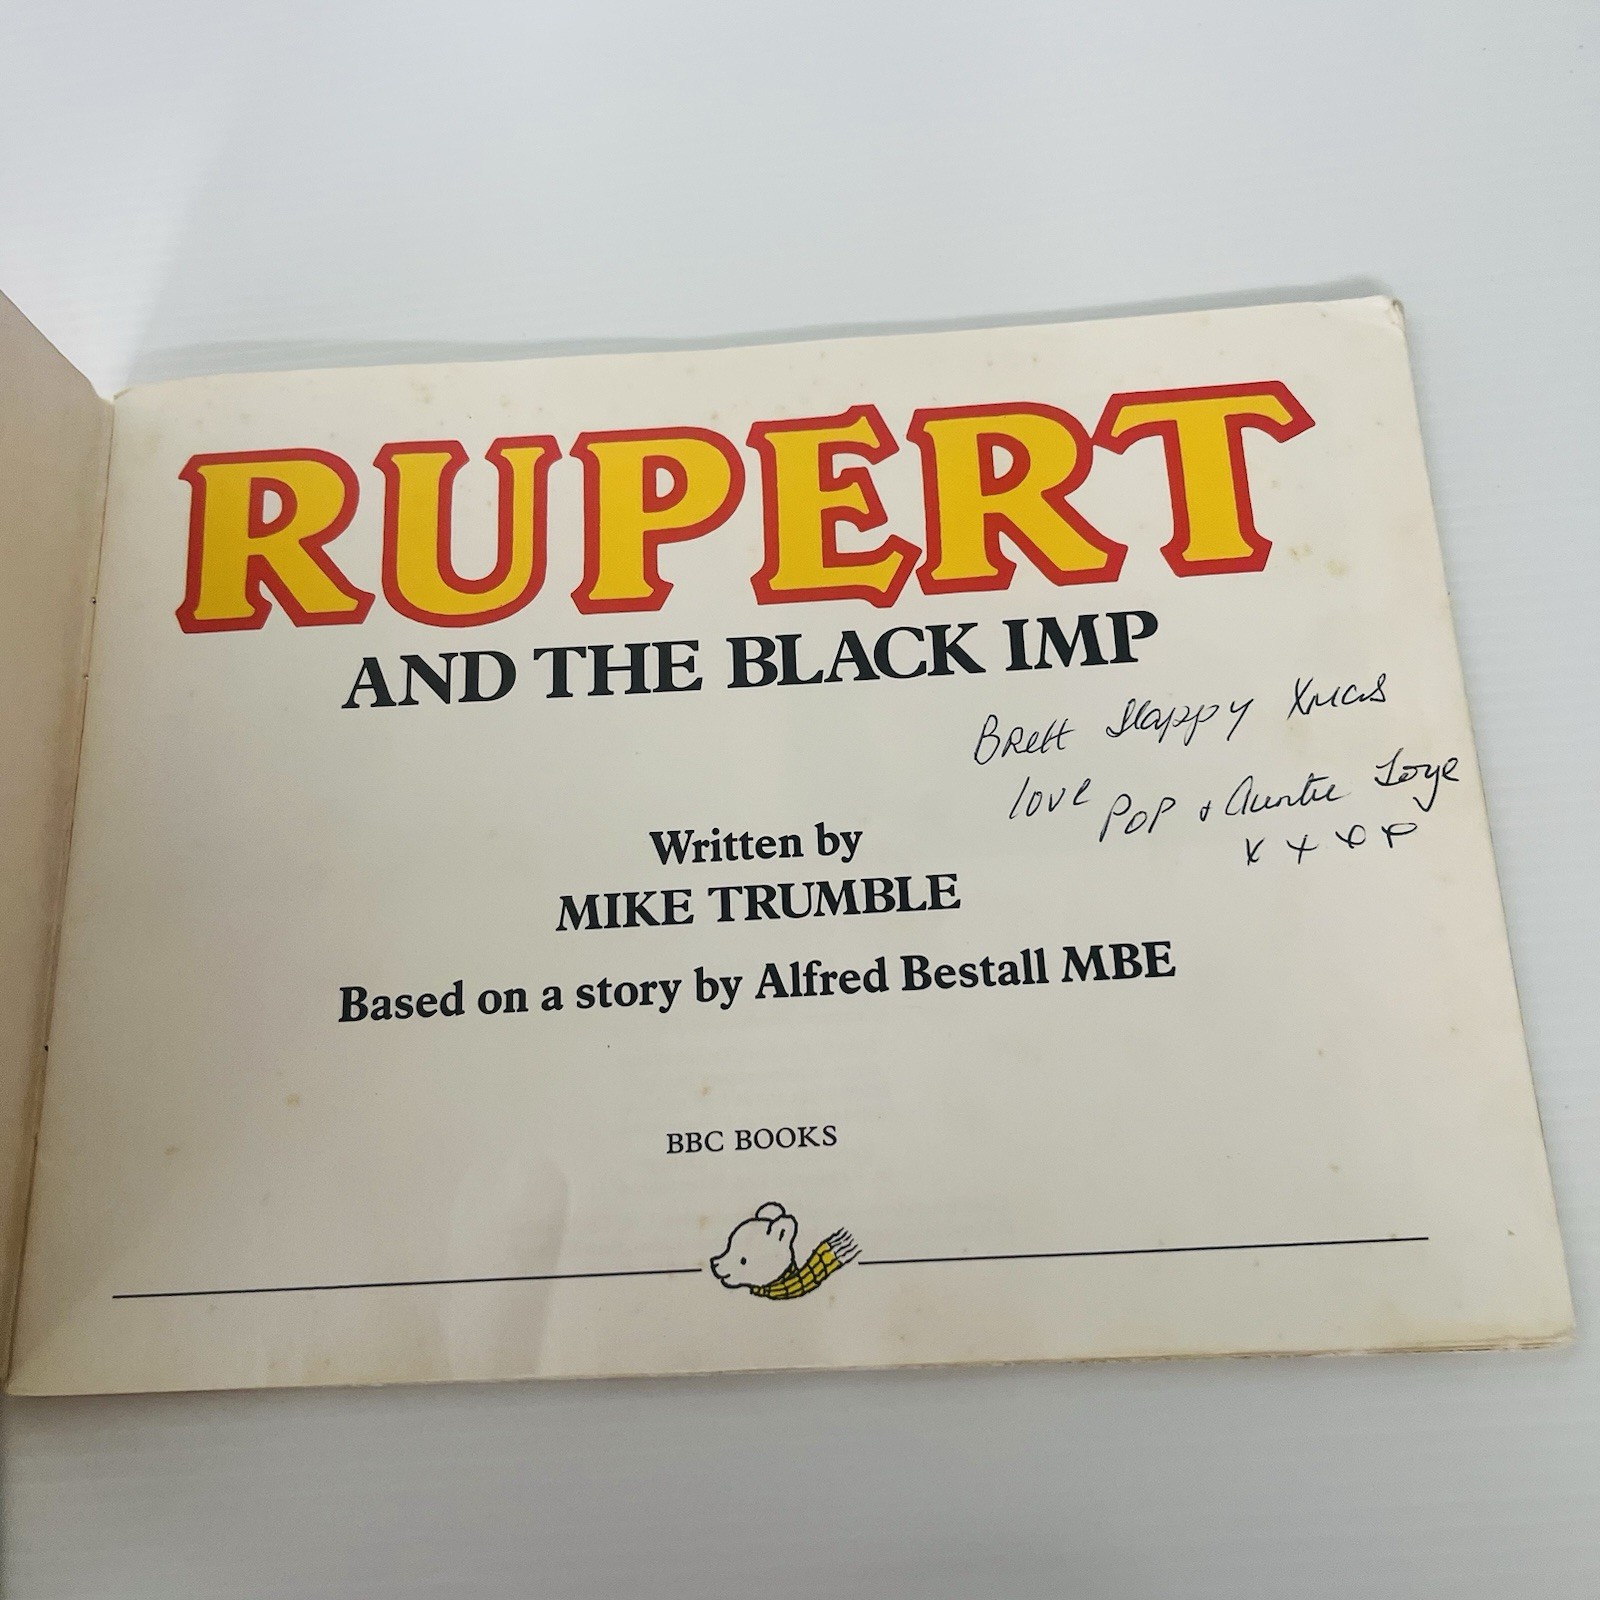 RUPERT
AND THE BLACK IMP
Brett Happy Xmas
love Pop & Auntie Joye
x x x
Written by
MIKE TRUMBLE
Based on a story by Alfred Bestall MBE
BBC BOOKS